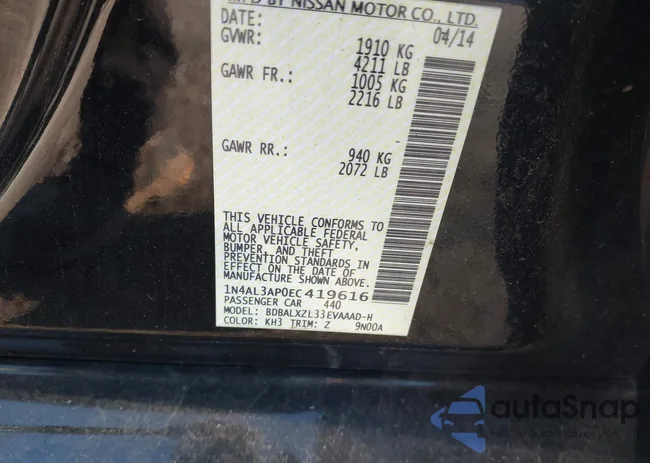 MFD BY NISSAN MOTOR CO., LTD.
DATE: 04/14
GVWR: 1910 KG
4211 LB
GAWR FR.: 1005 KG
2216 LB
GAWR RR.: 940 KG
2072 LB
THIS VEHICLE CONFORMS TO
ALL APPLICABLE FEDERAL
MOTOR VEHICLE SAFETY,
BUMPER, AND THEFT
PREVENTION STANDARDS IN
EFFECT ON THE DATE OF
MANUFACTURE SHOWN ABOVE.
1N4AL3AP0EC419616
PASSENGER CAR 440
MODEL: BDBALXZL33EVAAAD-H
COLOR: KH3 TRIM: Z 9N00A
autoSnap